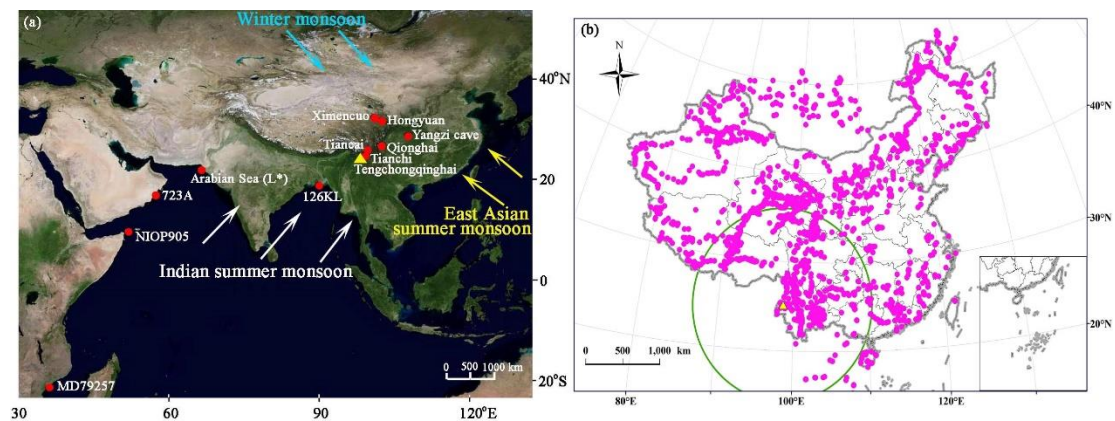 (a)
Winter monsoon
40°N
Ximencuo
Hongyuan
Yangzi cave
Tiancai
Qionghai
Tianchi
Tengchongqinghai
20°N
Arabian Sea (L*)
723A
126KL
East Asian
summer monsoon
NIOP905
Indian summer monsoon
0
0 500 1000 km
MD79257
20°S
30
60
90
120°E
(b)
N
40°N
30°N
20°N
10°N
0 500 1,000 km
80°E
100°E
120°E